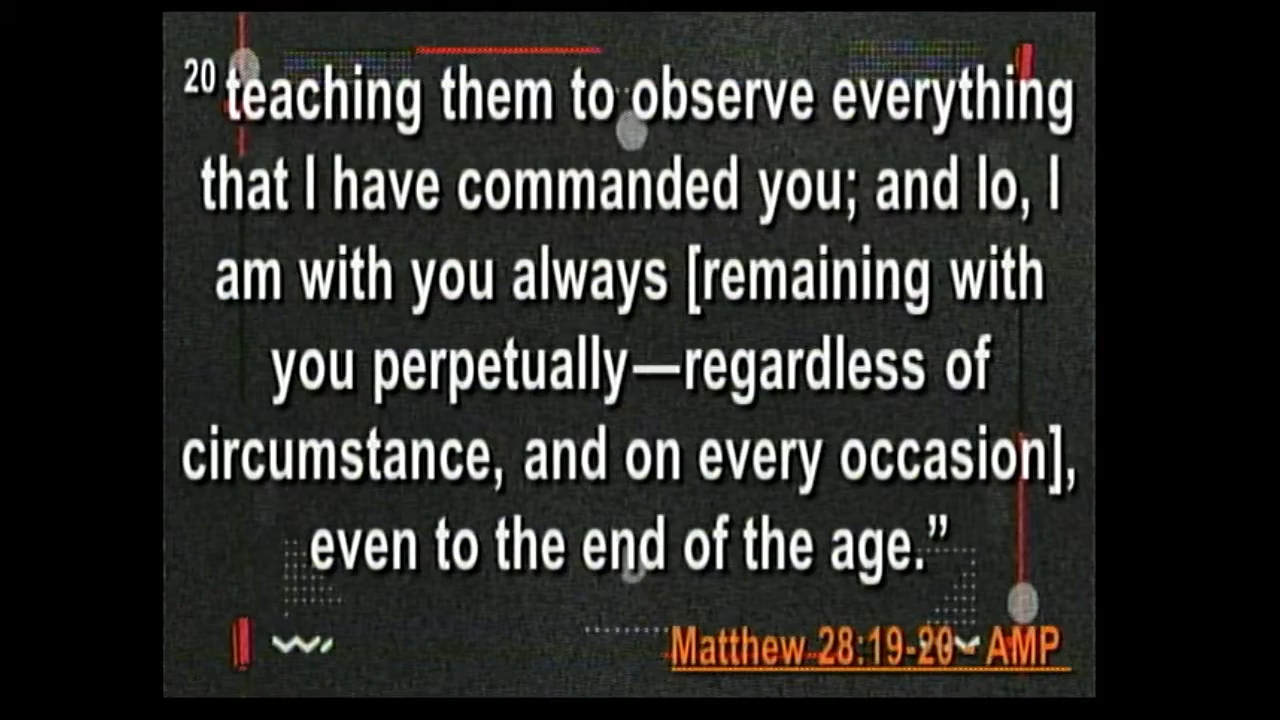 20 teaching them to observe everything
that I have commanded you; and lo, I
am with you always [remaining with
you perpetually—regardless of
circumstance, and on every occasion],
even to the end of the age.”
Matthew 28:19-20 - AMP